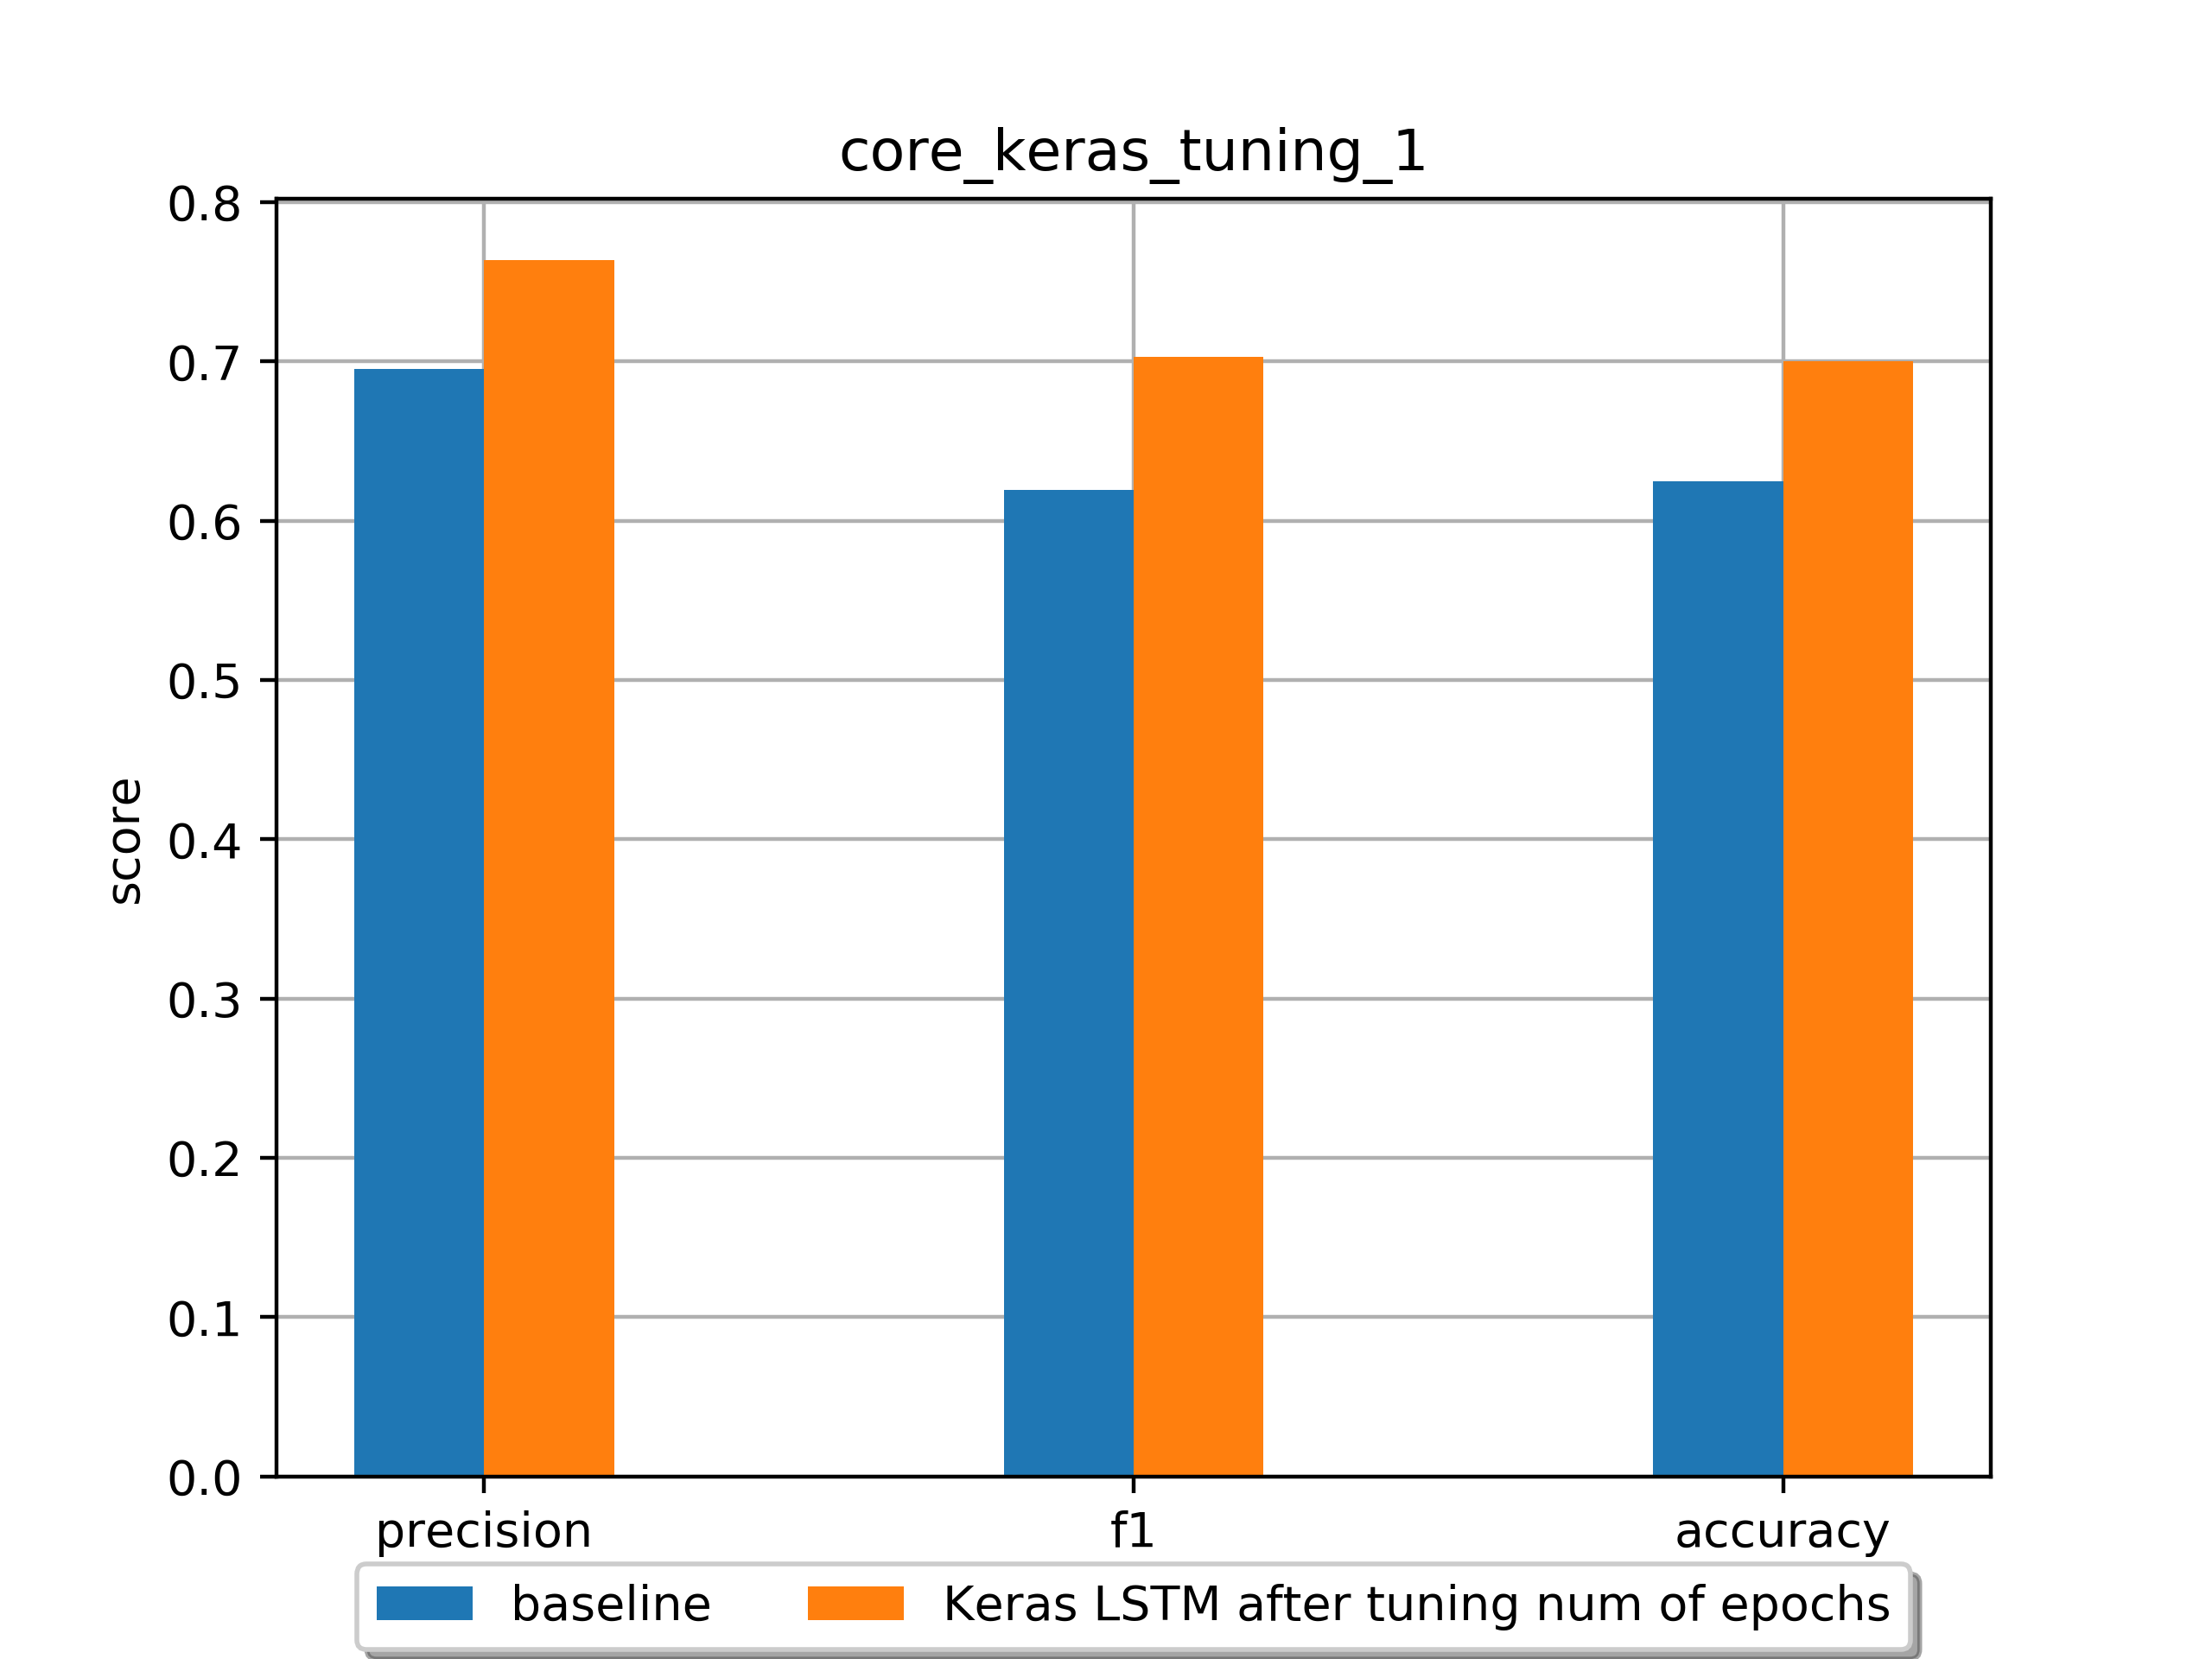 core_keras_tuning_1
0.8
0.7
0.6
0.5
0.4
0.3
0.2
0.1
0.0
score
precision f1 accuracy
baseline Keras LSTM after tuning num of epochs